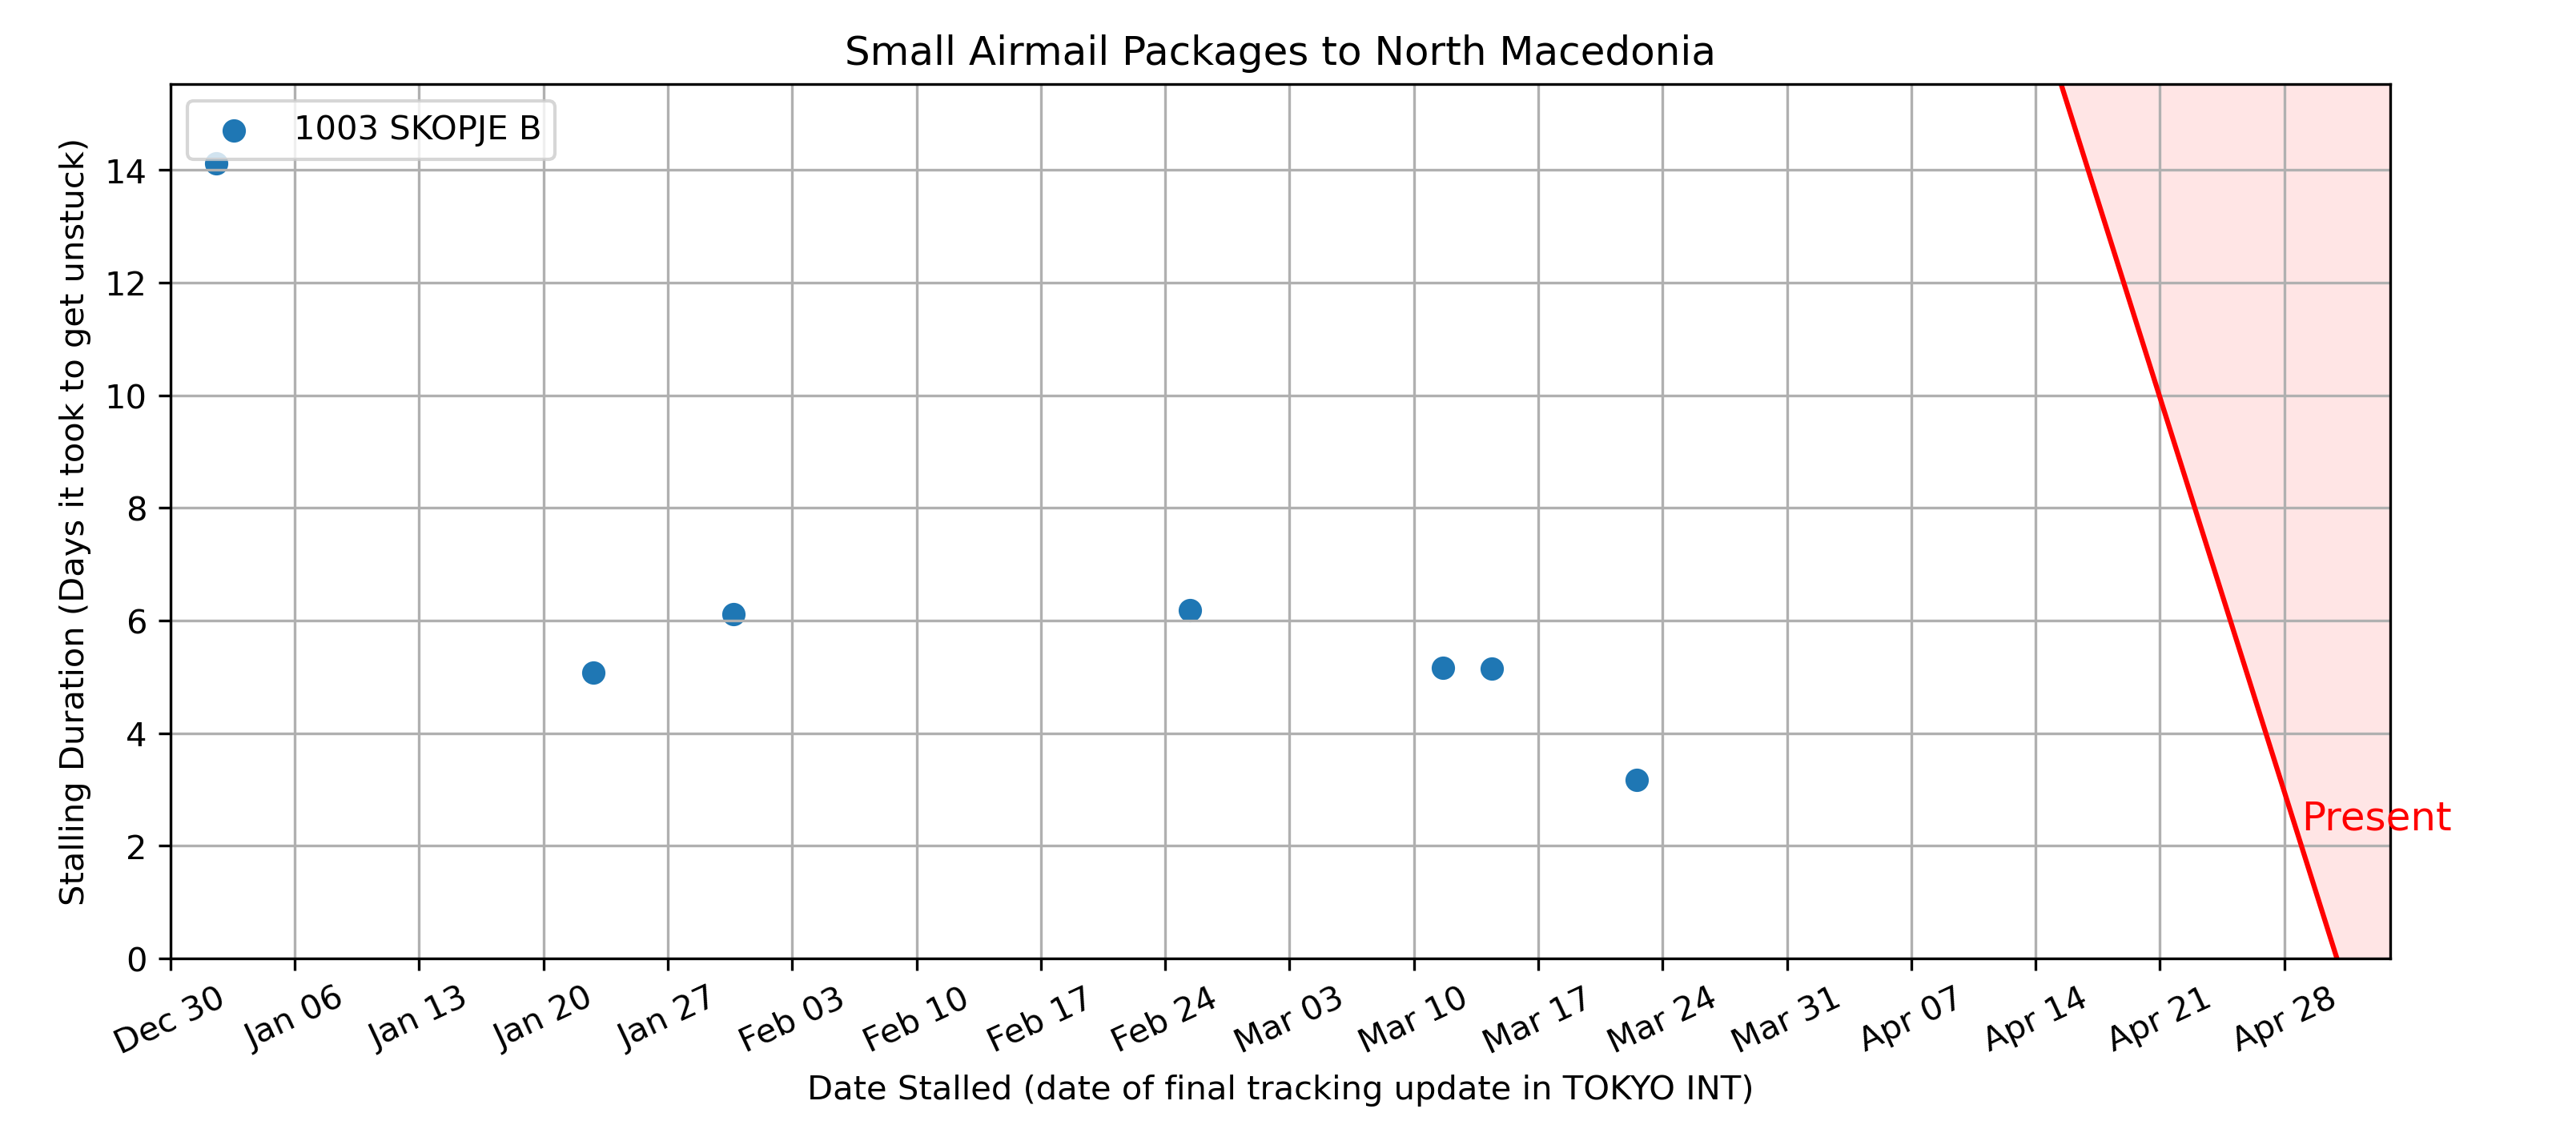 Small Airmail Packages to North Macedonia
1003 SKOPJE B
Stalling Duration (Days it took to get unstuck)
14
12
10
8
6
4
2
0
Present
Dec 30 Jan 06 Jan 13 Jan 20 Jan 27 Feb 03 Feb 10 Feb 17 Feb 24 Mar 03 Mar 10 Mar 17 Mar 24 Mar 31 Apr 07 Apr 14 Apr 21 Apr 28
Date Stalled (date of final tracking update in TOKYO INT)